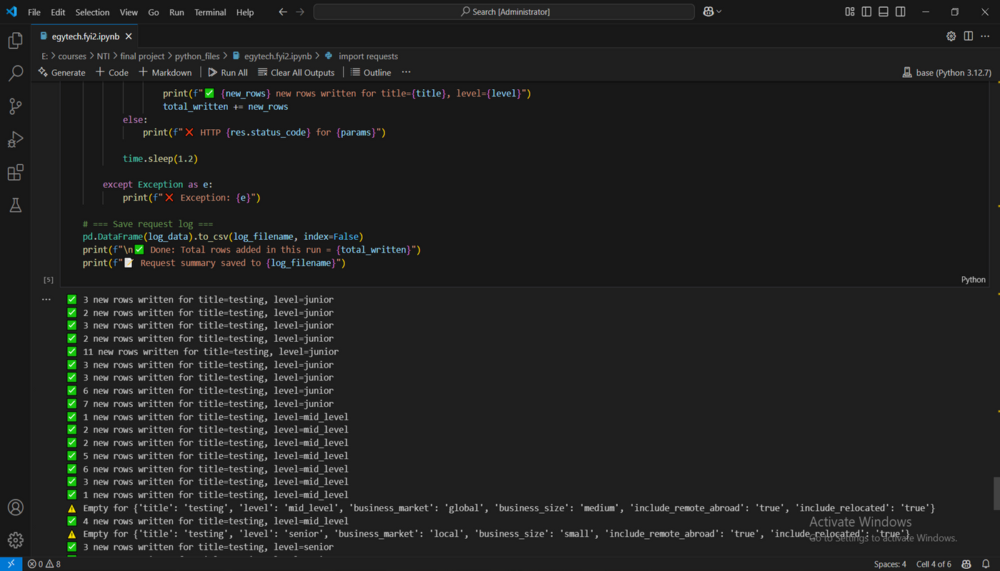 File Edit Selection View Go Run Terminal Help Search [Administrator]
egytech.fyi2.ipynb
E: > courses > NTI > final project > python_files > egytech.fyi2.ipynb > import requests
Generate + Code + Markdown Run All Clear All Outputs Outline ... base (Python 3.12.7)
print(f"✅ {new_rows} new rows written for title={title}, level={level}")
total_written += new_rows
else:
print(f"❌ HTTP {res.status_code} for {params}")
time.sleep(1.2)
except Exception as e:
print(f"❌ Exception: {e}")
# === Save request log ===
pd.DataFrame(log_data).to_csv(log_filename, index=False)
print(f"\n✅ Done: Total rows added in this run = {total_written}")
print(f"📝 Request summary saved to {log_filename}")
[5] Python
... ✅ 3 new rows written for title=testing, level=junior
✅ 2 new rows written for title=testing, level=junior
✅ 3 new rows written for title=testing, level=junior
✅ 2 new rows written for title=testing, level=junior
✅ 11 new rows written for title=testing, level=junior
✅ 3 new rows written for title=testing, level=junior
✅ 3 new rows written for title=testing, level=junior
✅ 6 new rows written for title=testing, level=junior
✅ 7 new rows written for title=testing, level=junior
✅ 1 new rows written for title=testing, level=mid_level
✅ 2 new rows written for title=testing, level=mid_level
✅ 2 new rows written for title=testing, level=mid_level
✅ 5 new rows written for title=testing, level=mid_level
✅ 6 new rows written for title=testing, level=mid_level
✅ 3 new rows written for title=testing, level=mid_level
✅ 1 new rows written for title=testing, level=mid_level
⚠ Empty for {'title': 'testing', 'level': 'mid_level', 'business_market': 'global', 'business_size': 'medium', 'include_remote_abroad': 'true', 'include_relocated': 'true'}
✅ 4 new rows written for title=testing, level=mid_level
Activate Windows
⚠ Empty for {'title': 'testing', 'level': 'senior', 'business_market': 'local', 'business_size': 'small', 'include_remote_abroad': 'true', 'include_relocated': 'true'}
Go to Settings to activate Windows.
✅ 3 new rows written for title=testing, level=senior
0 8 Spaces: 4 Cell 4 of 6